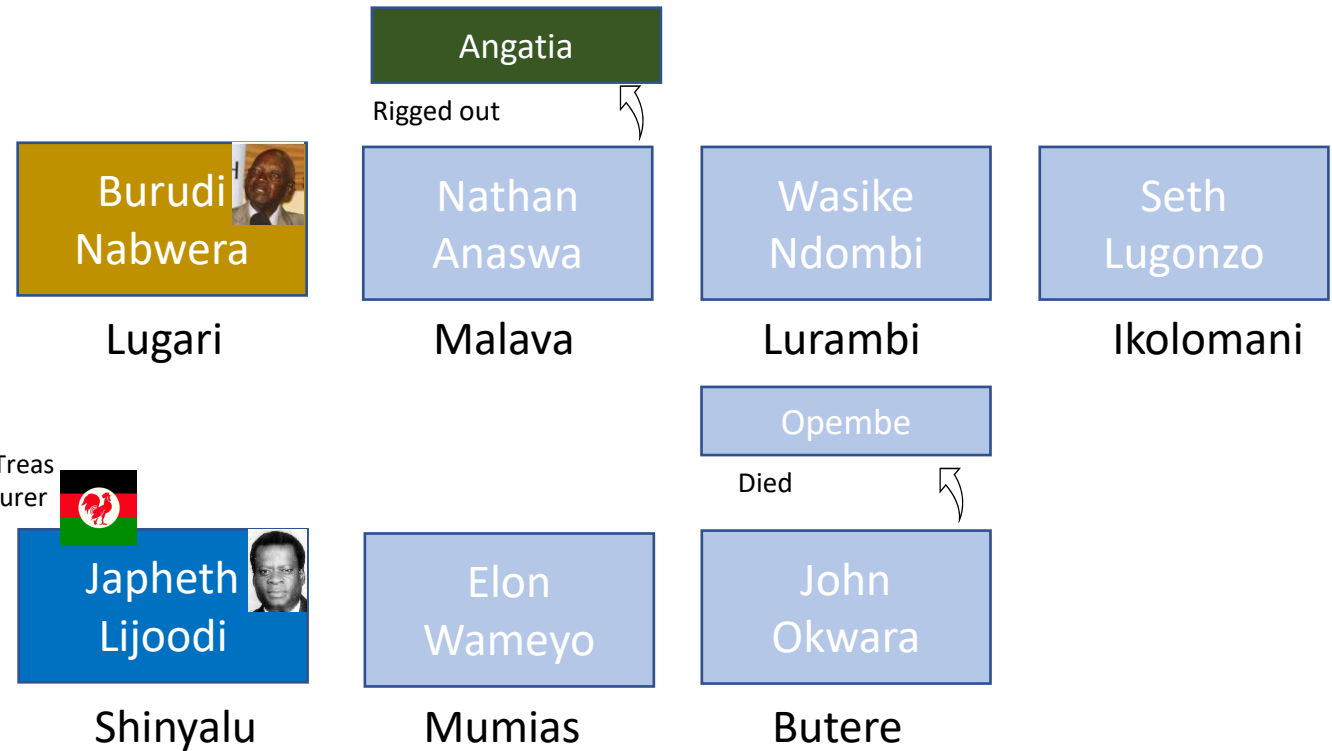 Angatia
Rigged out
Burudi
Nabwera
Nathan
Anaswa
Wasike
Ndombi
Seth
Lugonzo
Lugari
Malava
Lurambi
Ikolomani
Opembe
Died
Treas
urer
Japheth
Lijoodi
Elon
Wameyo
John
Okwara
Shinyalu
Mumias
Butere